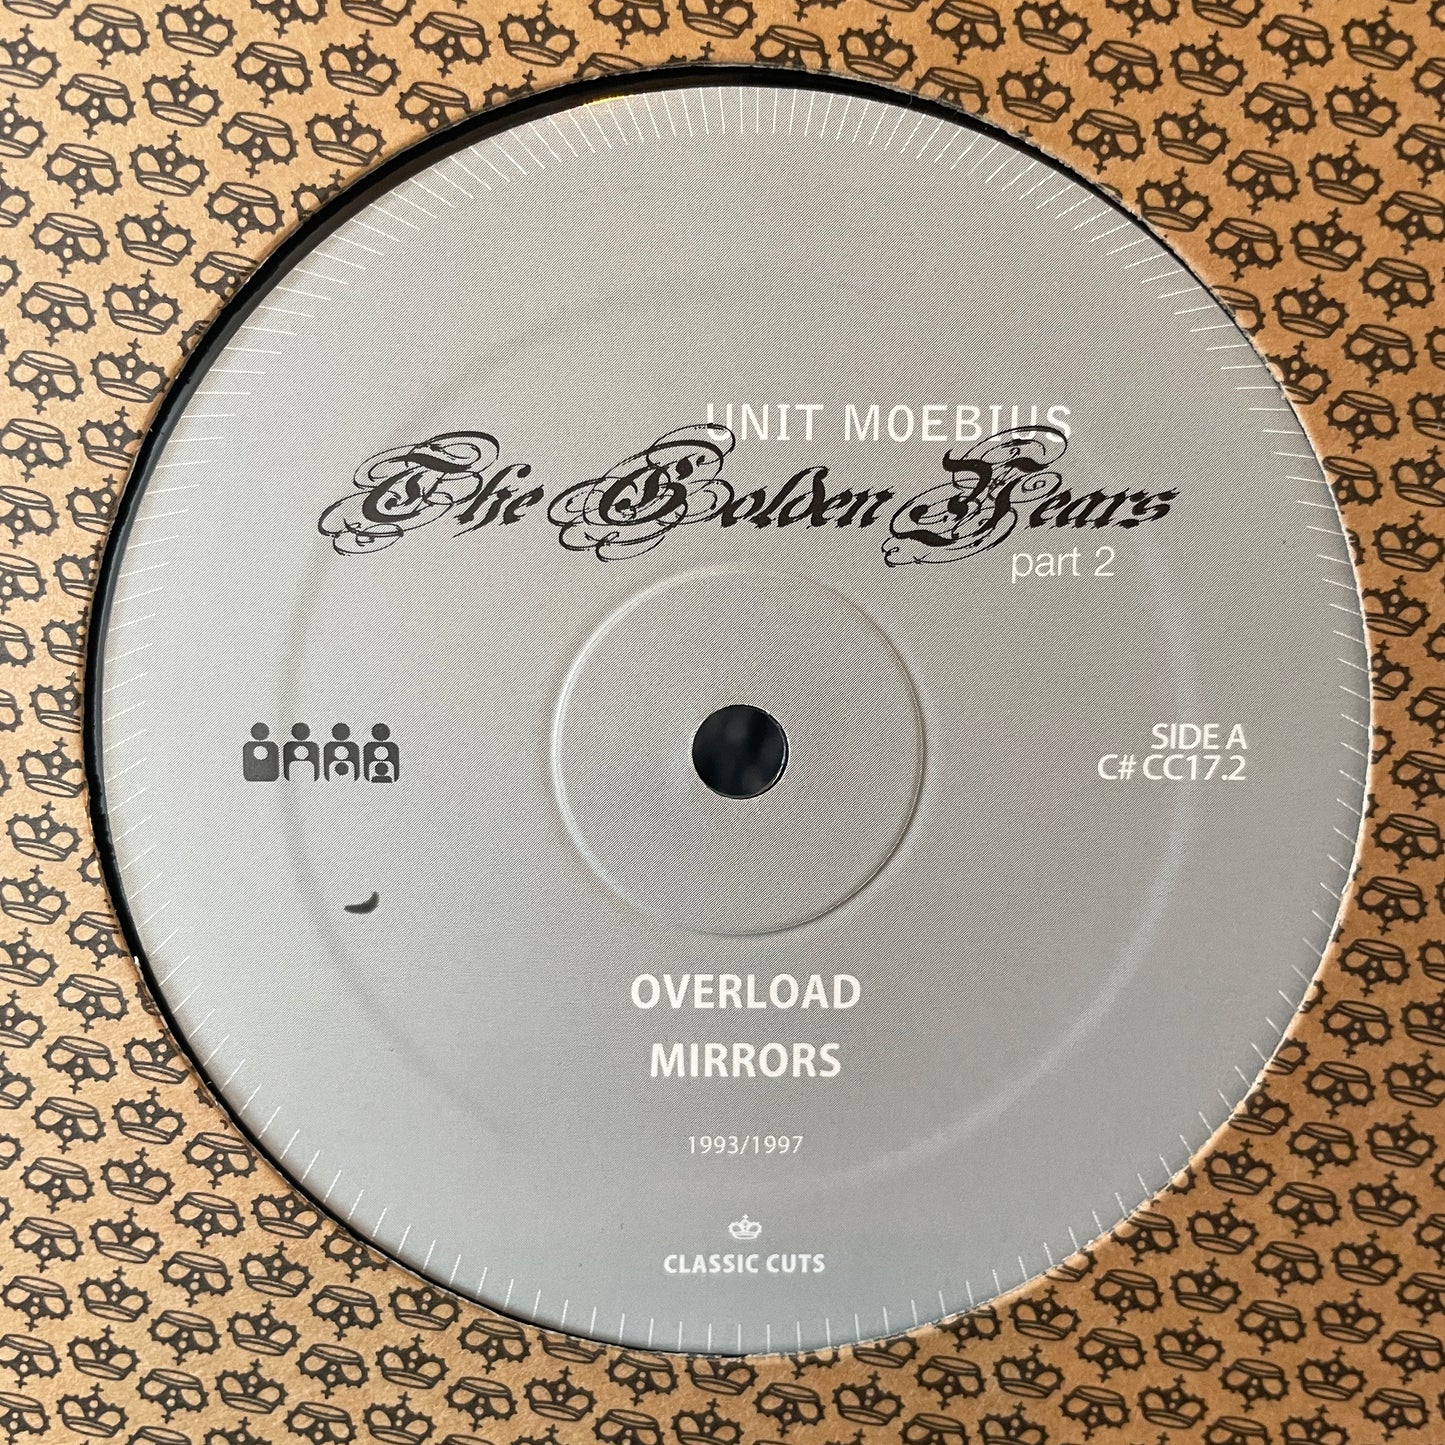 UNIT MOEBIUS
The Golden Years
part 2
SIDE A
C# CC17.2
OVERLOAD
MIRRORS
1993/1997
CLASSIC CUTS